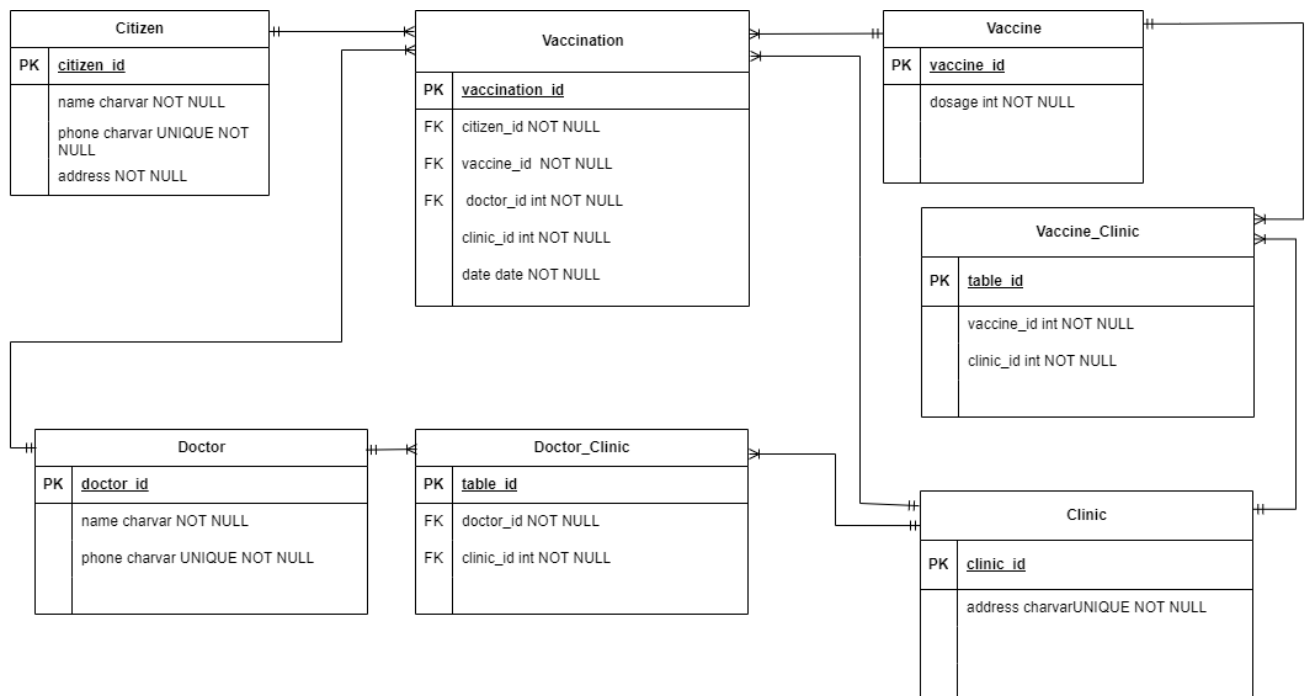 Citizen
PK citizen_id
name charvar NOT NULL
phone charvar UNIQUE NOT
NULL
address NOT NULL
Vaccination
PK vaccination_id
FK citizen_id NOT NULL
FK vaccine_id NOT NULL
FK doctor_id int NOT NULL
clinic_id int NOT NULL
date date NOT NULL
Vaccine
PK vaccine_id
dosage int NOT NULL
Vaccine_Clinic
PK table_id
vaccine_id int NOT NULL
clinic_id int NOT NULL
Doctor
PK doctor_id
name charvar NOT NULL
phone charvar UNIQUE NOT NULL
Doctor_Clinic
PK table_id
FK doctor_id NOT NULL
FK clinic_id int NOT NULL
Clinic
PK clinic_id
address charvarUNIQUE NOT NULL